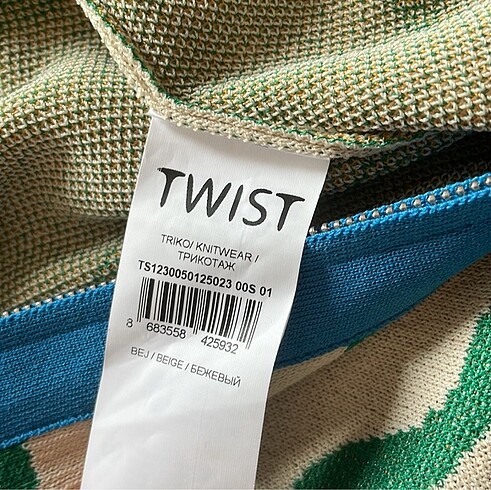 TWIST
TRIKO/ KNITWEAR /
ТРИКОТАЖ
TS1230050125023 00S 01
8 683558 425932
BEJ / BEIGE / БЕЖЕВЫЙ